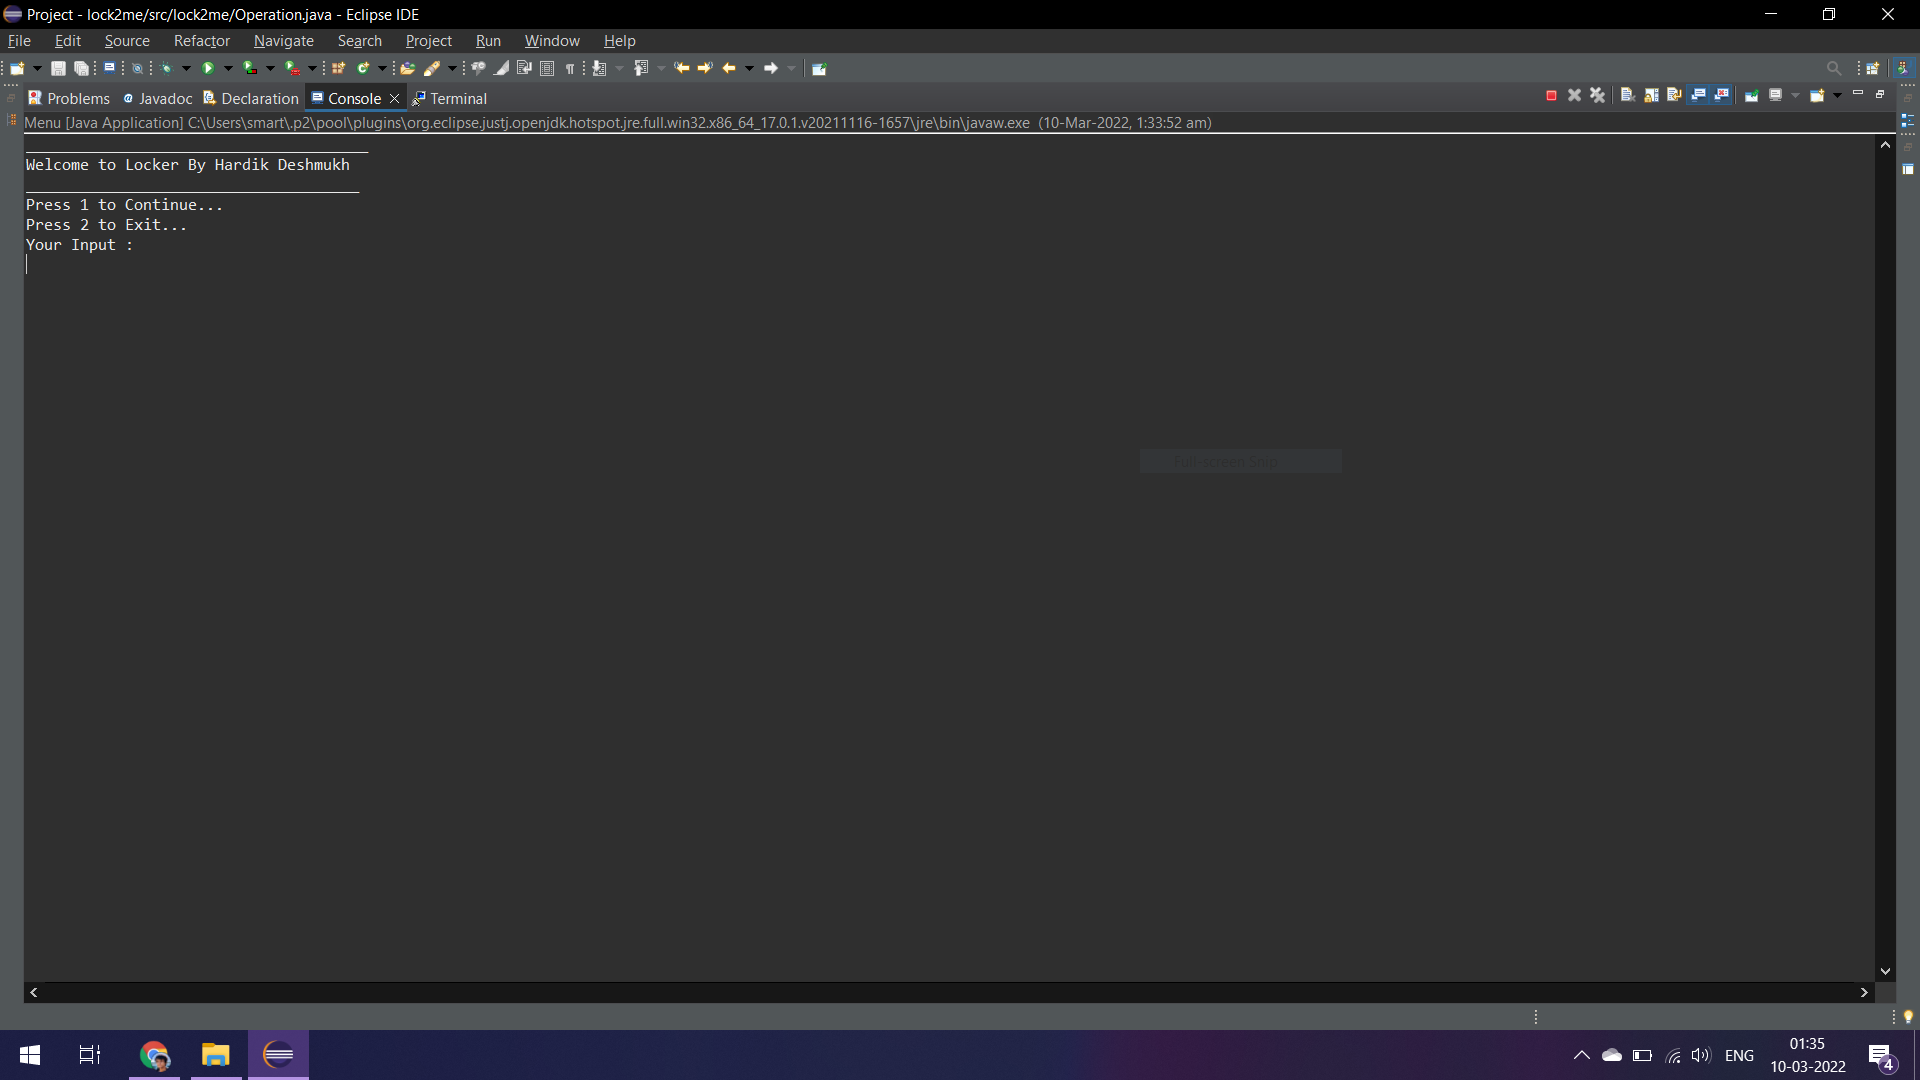 Project - lock2me/src/lock2me/Operation.java - Eclipse IDE
File Edit Source Refactor Navigate Search Project Run Window Help
Problems Javadoc Declaration Console Terminal
Menu [Java Application] C:\Users\smart\.p2\pool\plugins\org.eclipse.justj.openjdk.hotspot.jre.full.win32.x86_64_17.0.1.v20211116-1657\jre\bin\javaw.exe (10-Mar-2022, 1:33:52 am)
______________________________________
Welcome to Locker By Hardik Deshmukh
_____________________________________
Press 1 to Continue...
Press 2 to Exit...
Your Input :
Full-screen Snip
ENG
01:35
10-03-2022
4